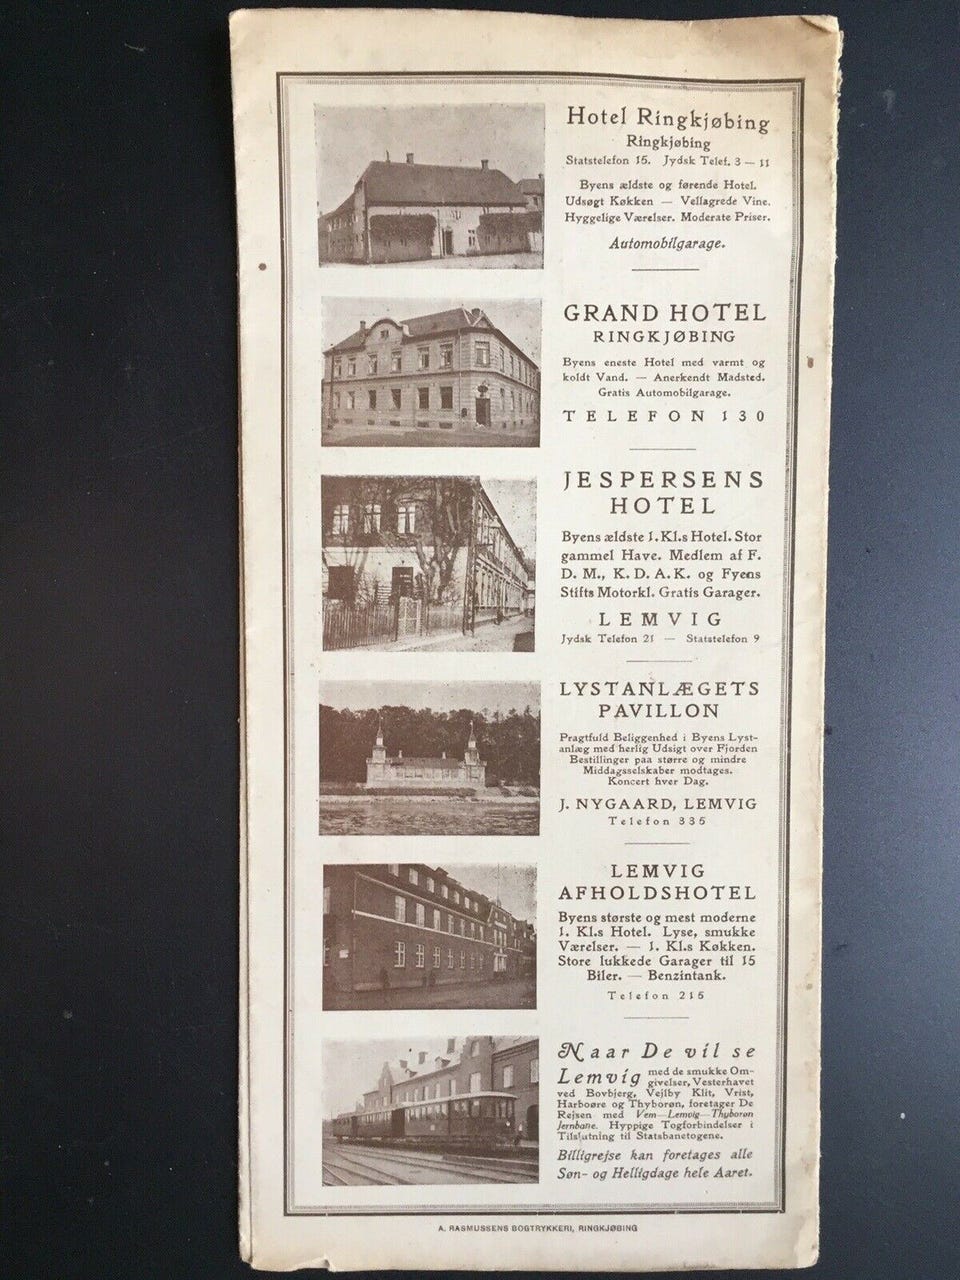 Hotel Ringkjøbing
Ringkjøbing
Statstelefon 15. Jydsk Telef. 3 — 11
Byens ældste og førende Hotel.
Udsøgt Køkken — Vellagrede Vine.
Hyggelige Værelser. Moderate Priser.
Automobilgarage.
GRAND HOTEL
RINGKJØBING
Byens eneste Hotel med varmt og
koldt Vand. — Anerkendt Madsted.
Gratis Automobilgarage.
TELEFON 130
JESPERSENS
HOTEL
Byens ældste 1. Kl.s Hotel. Stor
gammel Have. Medlem af F.
D. M., K. D. A. K. og Fyens
Stifts Motorkl. Gratis Garager.
LEMVIG
Jydsk Telefon 21 — Statstelefon 9
LYSTANLÆGETS
PAVILLON
Pragtfuld Beliggenhed i Byens Lyst-
anlæg med herlig Udsigt over Fjorden
Bestillinger paa større og mindre
Middagsselskaber modtages.
Koncert hver Dag.
J. NYGAARD, LEMVIG
Telefon 335
LEMVIG
AFHOLDSHOTEL
Byens største og mest moderne
1. Kl.s Hotel. Lyse, smukke
Værelser. — 1. Kl.s Køkken.
Store lukkede Garager til 15
Biler. — Benzintank.
Telefon 215
Naar De vil se
Lemvig med de smukke Om-
givelser, Vesterhavet
ved Bovbjerg, Vejlby Klit, Vrist,
Harboøre og Thyborøn, foretager De
Rejsen med Vem—Lemvig—Thyborøn
Jernbane. Hyppige Togforbindelser i
Tilslutning til Statsbanetogene.
Billigrejse kan foretages alle
Søn- og Helligdage hele Aaret.
A. RASMUSSENS BOGTRYKKERI, RINGKJØBING